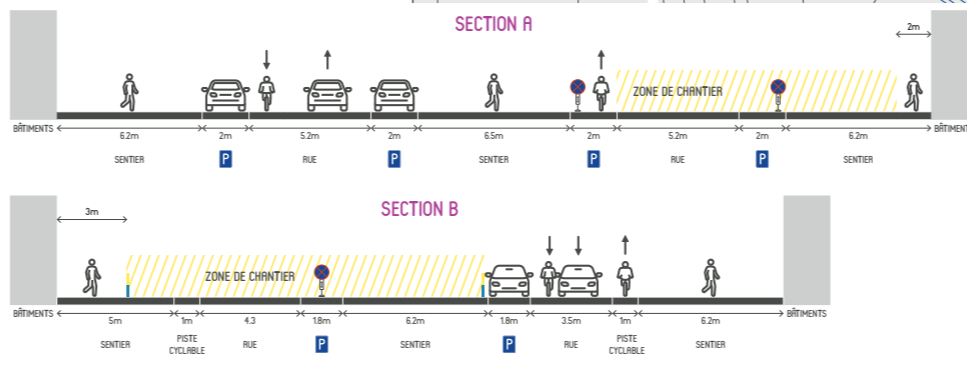 SECTION A
2m
ZONE DE CHANTIER
BÂTIMENTS
6.2m
2m
5.2m
2m
6.5m
2m
5.2m
2m
6.2m
BÂTIMENTS
SENTIER
P
RUE
P
SENTIER
P
RUE
P
SENTIER
SECTION B
3m
ZONE DE CHANTIER
BÂTIMENTS
5m
1m
4.3
1.8m
6.2m
1.8m
3.5m
1m
6.2m
BÂTIMENTS
SENTIER
PISTE
CYCLABLE
RUE
P
SENTIER
P
RUE
PISTE
CYCLABLE
SENTIER